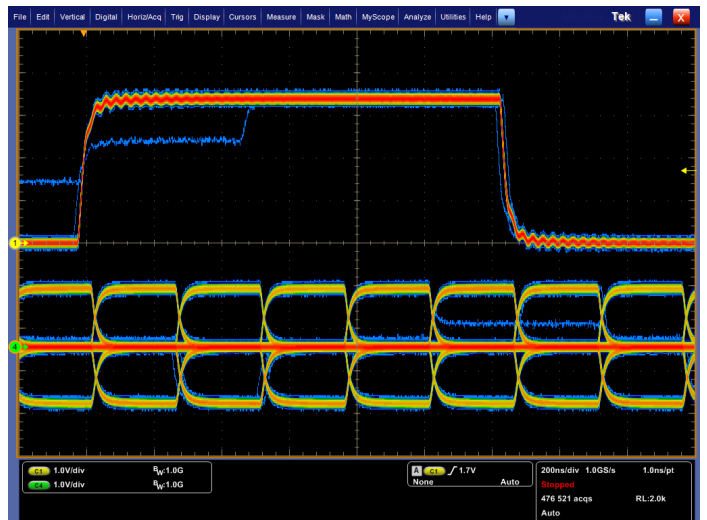 File Edit Vertical Digital Horiz/Acq Trig Display Cursors Measure Mask Math MyScope Analyze Utilities Help Tek X
1
4
C1 1.0V/div BW:1.0G
C4 1.0V/div BW:1.0G
A C1 1.7V
None Auto
200ns/div 1.0GS/s 1.0ns/pt
Stopped
476 521 acqs RL:2.0k
Auto